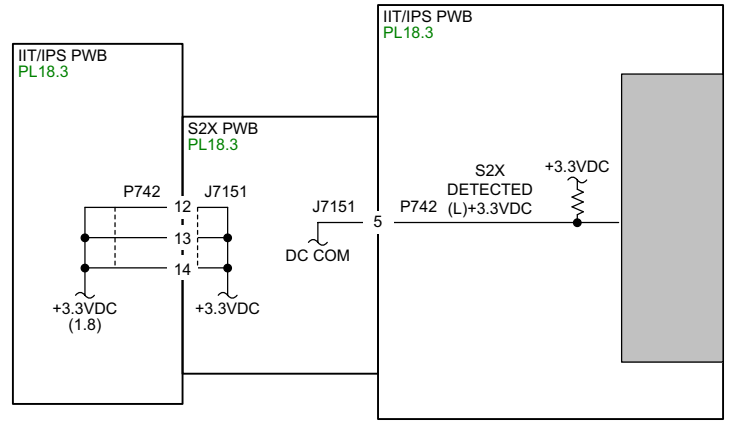 IIT/IPS PWB
PL18.3
IIT/IPS PWB
PL18.3
S2X PWB
PL18.3
P742
12
J7151
13
14
+3.3VDC
(1.8)
+3.3VDC
J7151
5
P742
DC COM
S2X
DETECTED
(L)+3.3VDC
+3.3VDC